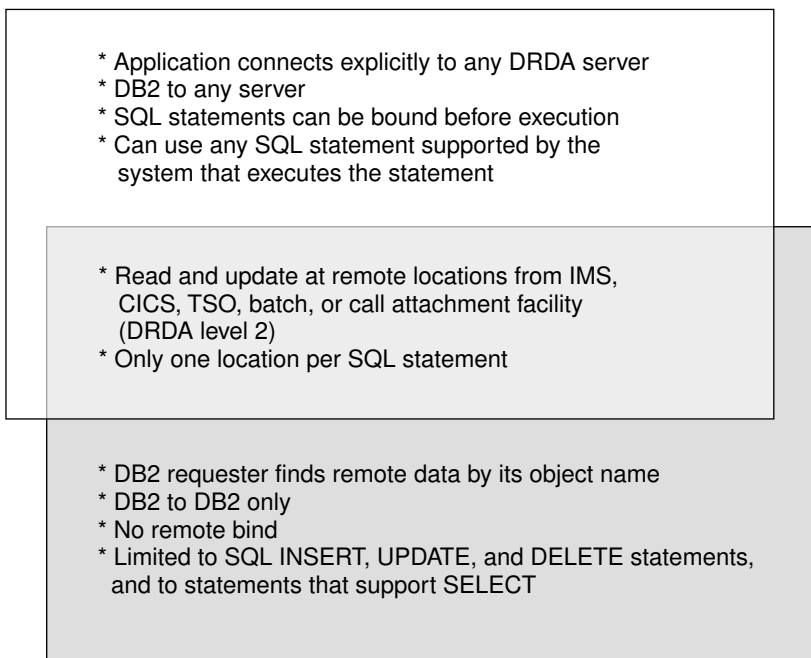 * Application connects explicitly to any DRDA server
* DB2 to any server
* SQL statements can be bound before execution
* Can use any SQL statement supported by the
system that executes the statement
* Read and update at remote locations from IMS,
CICS, TSO, batch, or call attachment facility
(DRDA level 2)
* Only one location per SQL statement
* DB2 requester finds remote data by its object name
* DB2 to DB2 only
* No remote bind
* Limited to SQL INSERT, UPDATE, and DELETE statements,
and to statements that support SELECT